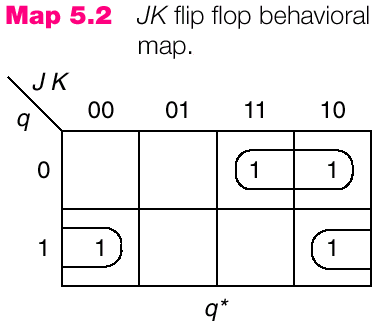 Map 5.2 JK flip flop behavioral
map.
J K
q 00 01 11 10
0 1 1
1 1 1
q*